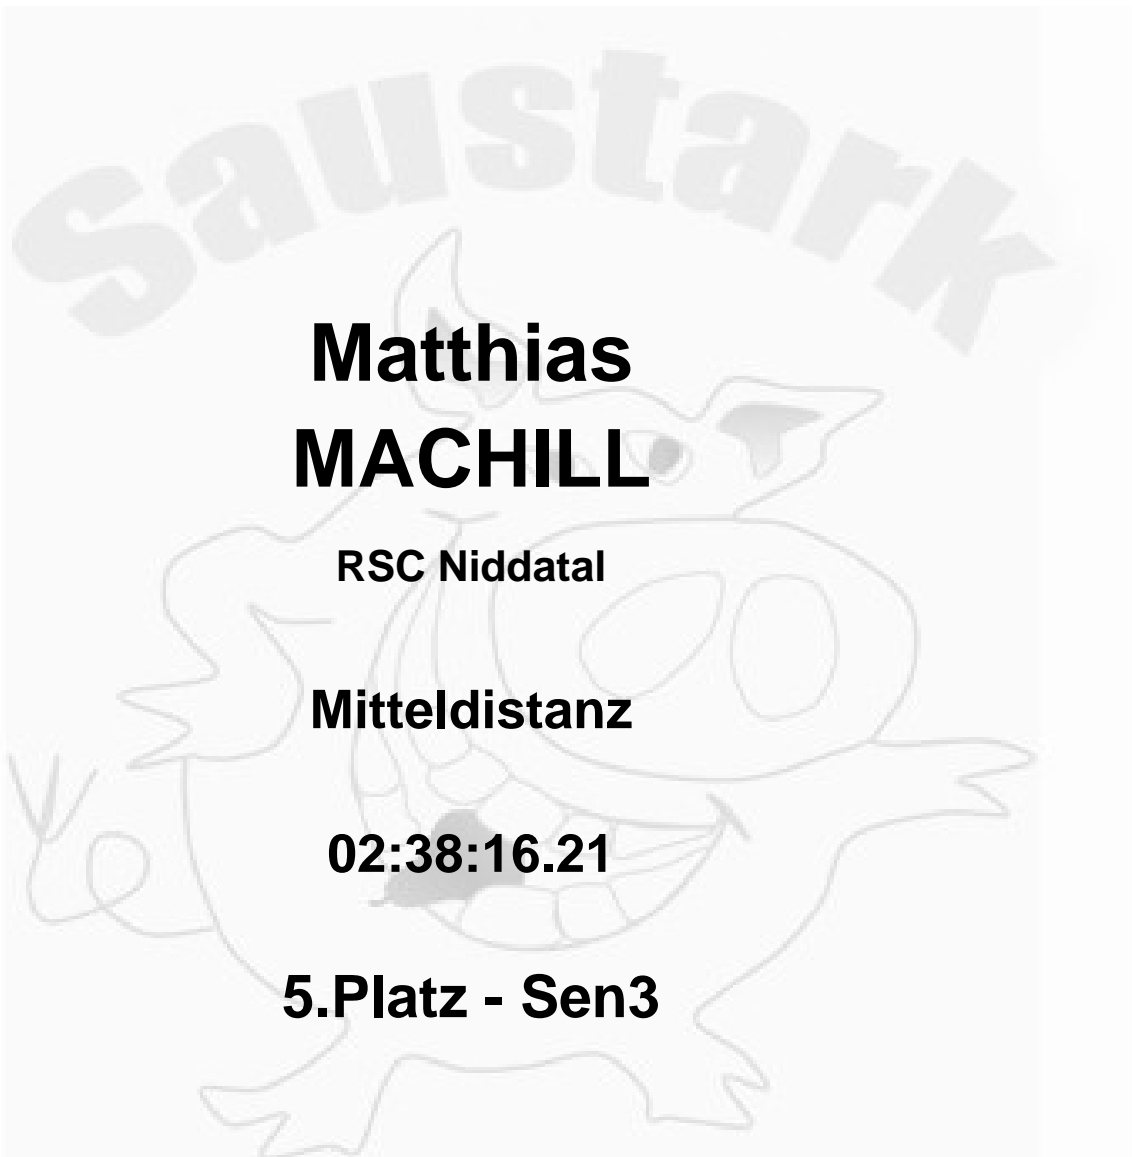 Saustark
Matthias
MACHILL
RSC Niddatal
Mitteldistanz
02:38:16.21
5.Platz - Sen3